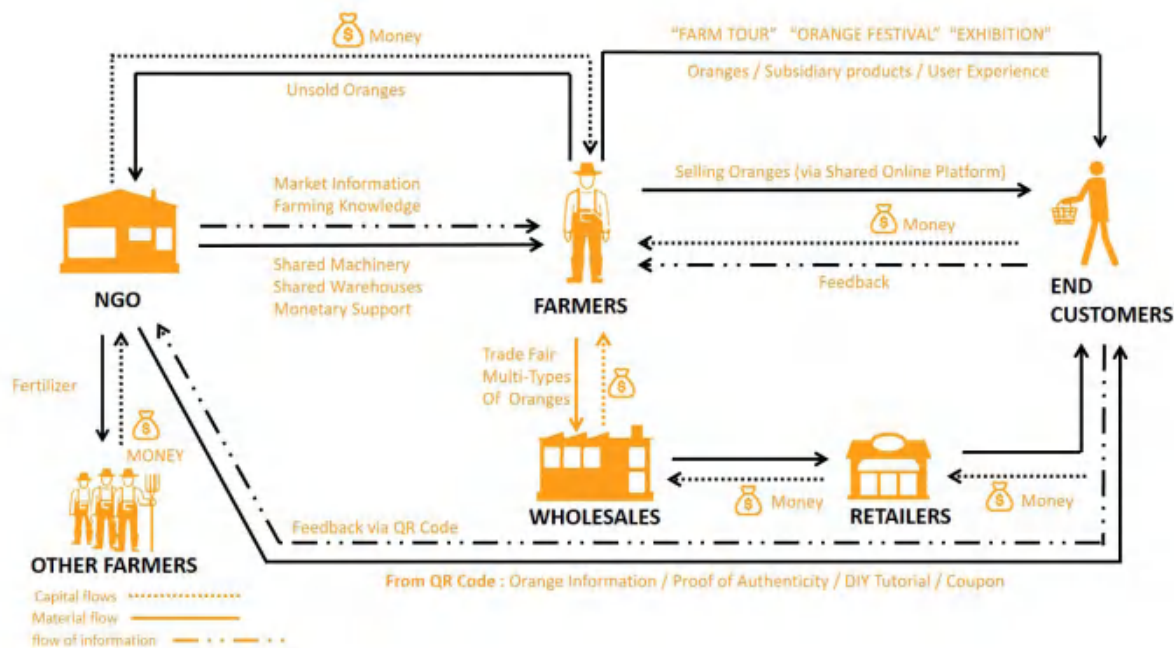 Money
"FARM TOUR" "ORANGE FESTIVAL" "EXHIBITION"
Unsold Oranges
Oranges / Subsidiary products / User Experience
Market Information
Farming Knowledge
Selling Oranges (via Shared Online Platform)
Money
Shared Machinery
Shared Warehouses
Monetary Support
Feedback
NGO
FARMERS
END
CUSTOMERS
Fertilizer
Trade Fair
Multi-Types
Of Oranges
MONEY
Money
Money
WHOLESALES
RETAILERS
Feedback via QR Code
OTHER FARMERS
From QR Code : Orange Information / Proof of Authenticity / DIY Tutorial / Coupon
Capital flows
Material flow
flow of information